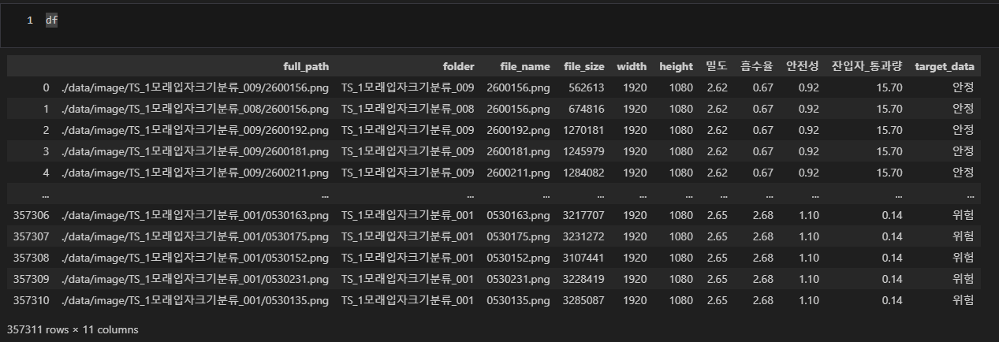 1 df
full_path folder file_name file_size width height 밀도 흡수율 안전성 잔입자_통과량 target_data
0 ./data/image/TS_1모래입자크기분류_009/2600156.png TS_1모래입자크기분류_009 2600156.png 562613 1920 1080 2.62 0.67 0.92 15.70 안정
1 ./data/image/TS_1모래입자크기분류_008/2600156.png TS_1모래입자크기분류_008 2600156.png 674816 1920 1080 2.62 0.67 0.92 15.70 안정
2 ./data/image/TS_1모래입자크기분류_009/2600192.png TS_1모래입자크기분류_009 2600192.png 1270181 1920 1080 2.62 0.67 0.92 15.70 안정
3 ./data/image/TS_1모래입자크기분류_009/2600181.png TS_1모래입자크기분류_009 2600181.png 1245979 1920 1080 2.62 0.67 0.92 15.70 안정
4 ./data/image/TS_1모래입자크기분류_009/2600211.png TS_1모래입자크기분류_009 2600211.png 1284082 1920 1080 2.62 0.67 0.92 15.70 안정
... ... ... ... ... ... ... ... ... ... ... ...
357306 ./data/image/TS_1모래입자크기분류_001/0530163.png TS_1모래입자크기분류_001 0530163.png 3217707 1920 1080 2.65 2.68 1.10 0.14 위험
357307 ./data/image/TS_1모래입자크기분류_001/0530175.png TS_1모래입자크기분류_001 0530175.png 3231272 1920 1080 2.65 2.68 1.10 0.14 위험
357308 ./data/image/TS_1모래입자크기분류_001/0530152.png TS_1모래입자크기분류_001 0530152.png 3107441 1920 1080 2.65 2.68 1.10 0.14 위험
357309 ./data/image/TS_1모래입자크기분류_001/0530231.png TS_1모래입자크기분류_001 0530231.png 3228419 1920 1080 2.65 2.68 1.10 0.14 위험
357310 ./data/image/TS_1모래입자크기분류_001/0530135.png TS_1모래입자크기분류_001 0530135.png 3285087 1920 1080 2.65 2.68 1.10 0.14 위험
357311 rows × 11 columns